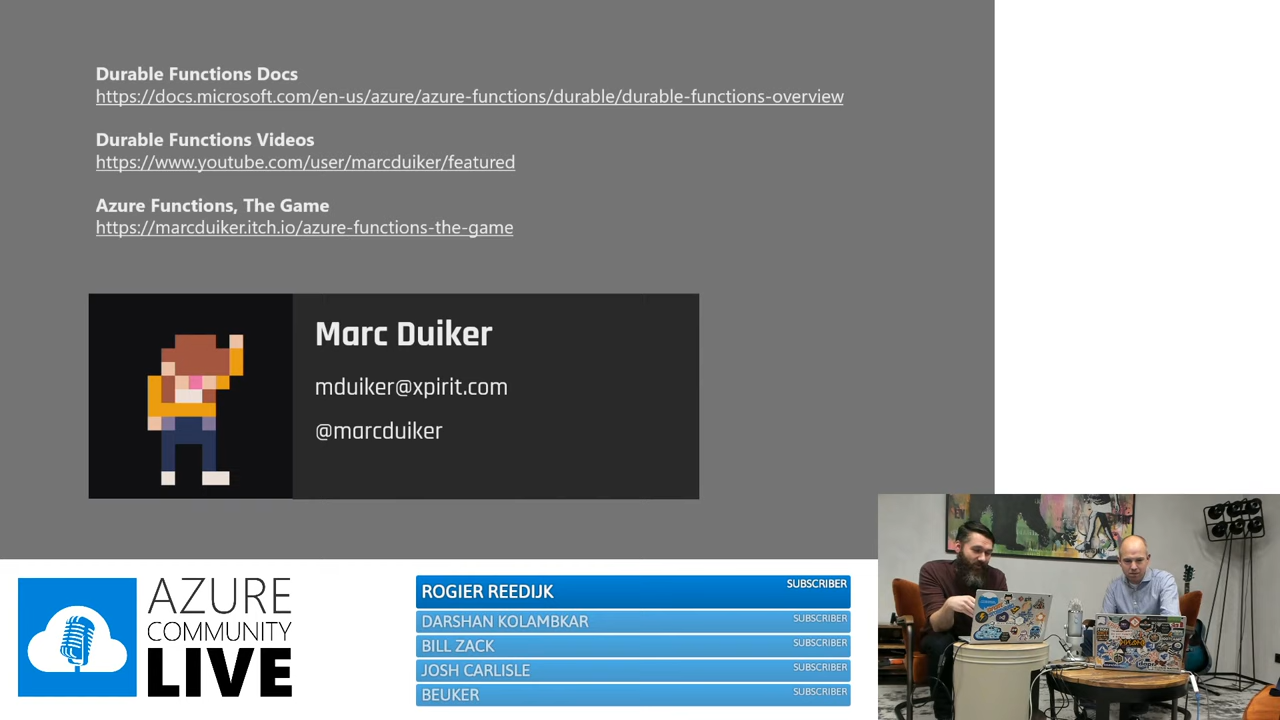 Durable Functions Docs
https://docs.microsoft.com/en-us/azure/azure-functions/durable/durable-functions-overview
Durable Functions Videos
https://www.youtube.com/user/marcduiker/featured
Azure Functions, The Game
https://marcduiker.itch.io/azure-functions-the-game
Marc Duiker
mduiker@xpirit.com
@marcduiker
AZURE
COMMUNITY
LIVE
ROGIER REEDIJK SUBSCRIBER
DARSHAN KOLAMBKAR SUBSCRIBER
BILL ZACK SUBSCRIBER
JOSH CARLISLE SUBSCRIBER
BEUKER SUBSCRIBER